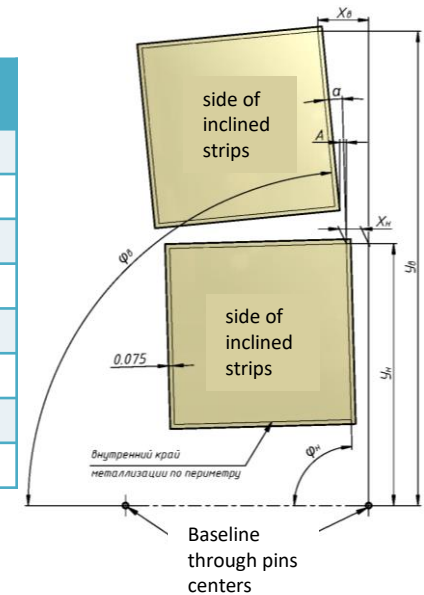 Xв
side of
inclined
strips
α
A
φв
Xн
yв
side of
inclined
strips
0.075
yн
внутренний край
металлизации по периметру
φн
Baseline
through pins
centers